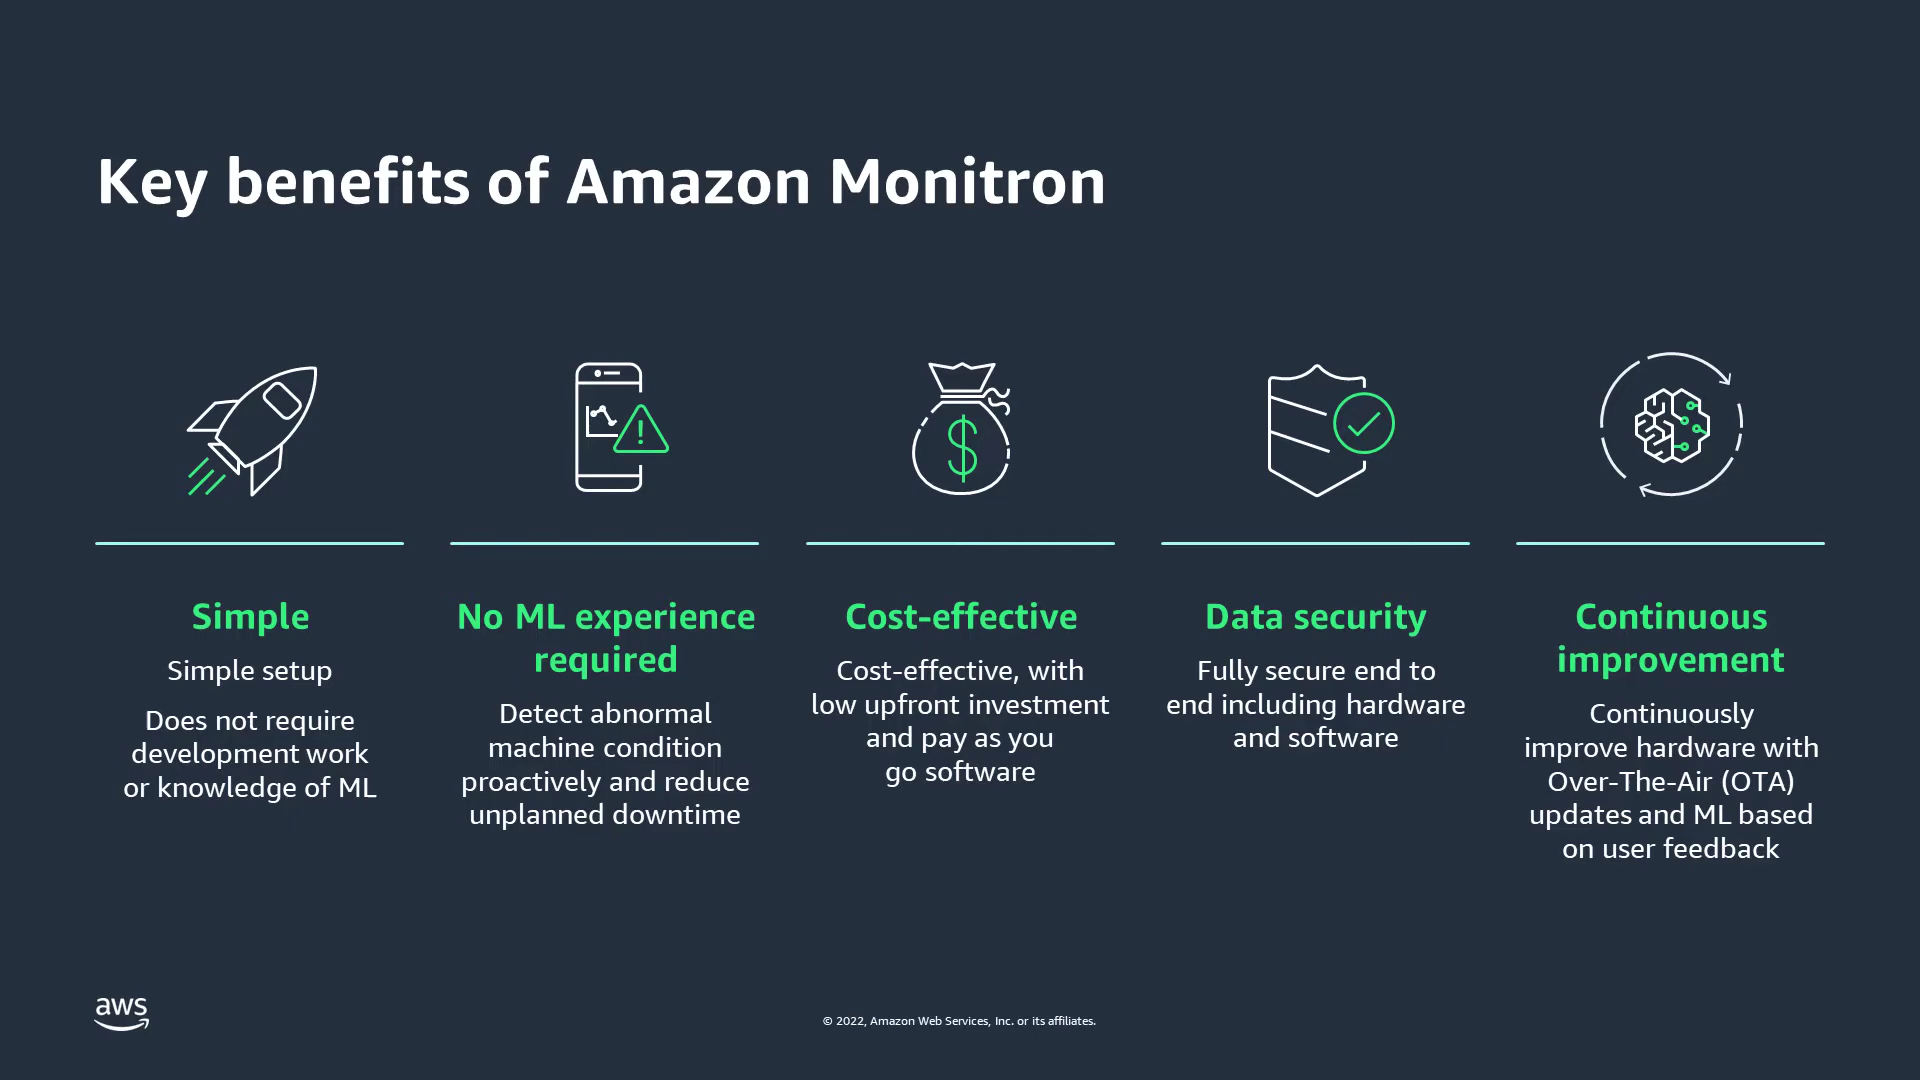 Key benefits of Amazon Monitron
Simple
Simple setup
Does not require
development work
or knowledge of ML
No ML experience
required
Detect abnormal
machine condition
proactively and reduce
unplanned downtime
Cost-effective
Cost-effective, with
low upfront investment
and pay as you
go software
Data security
Fully secure end to
end including hardware
and software
Continuous
improvement
Continuously
improve hardware with
Over-The-Air (OTA)
updates and ML based
on user feedback
aws
© 2022, Amazon Web Services, Inc. or its affiliates.